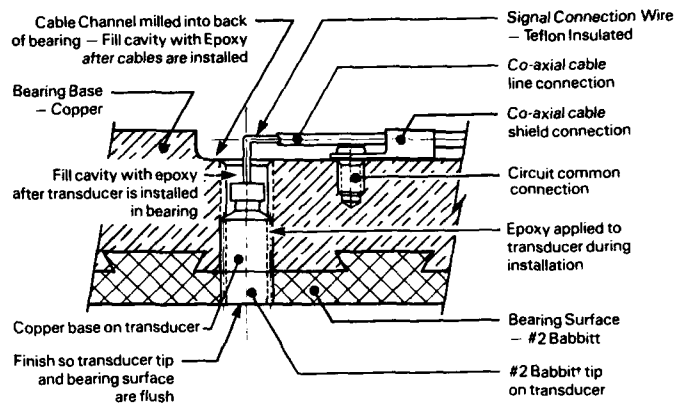 Cable Channel milled into back
of bearing — Fill cavity with Epoxy
after cables are installed
Bearing Base
— Copper
Fill cavity with epoxy
after transducer is installed
in bearing
Copper base on transducer
Finish so transducer tip
and bearing surface
are flush
Signal Connection Wire
— Teflon Insulated
Co-axial cable
line connection
Co-axial cable
shield connection
Circuit common
connection
Epoxy applied to
transducer during
installation
Bearing Surface
— #2 Babbitt
#2 Babbitt tip
on transducer